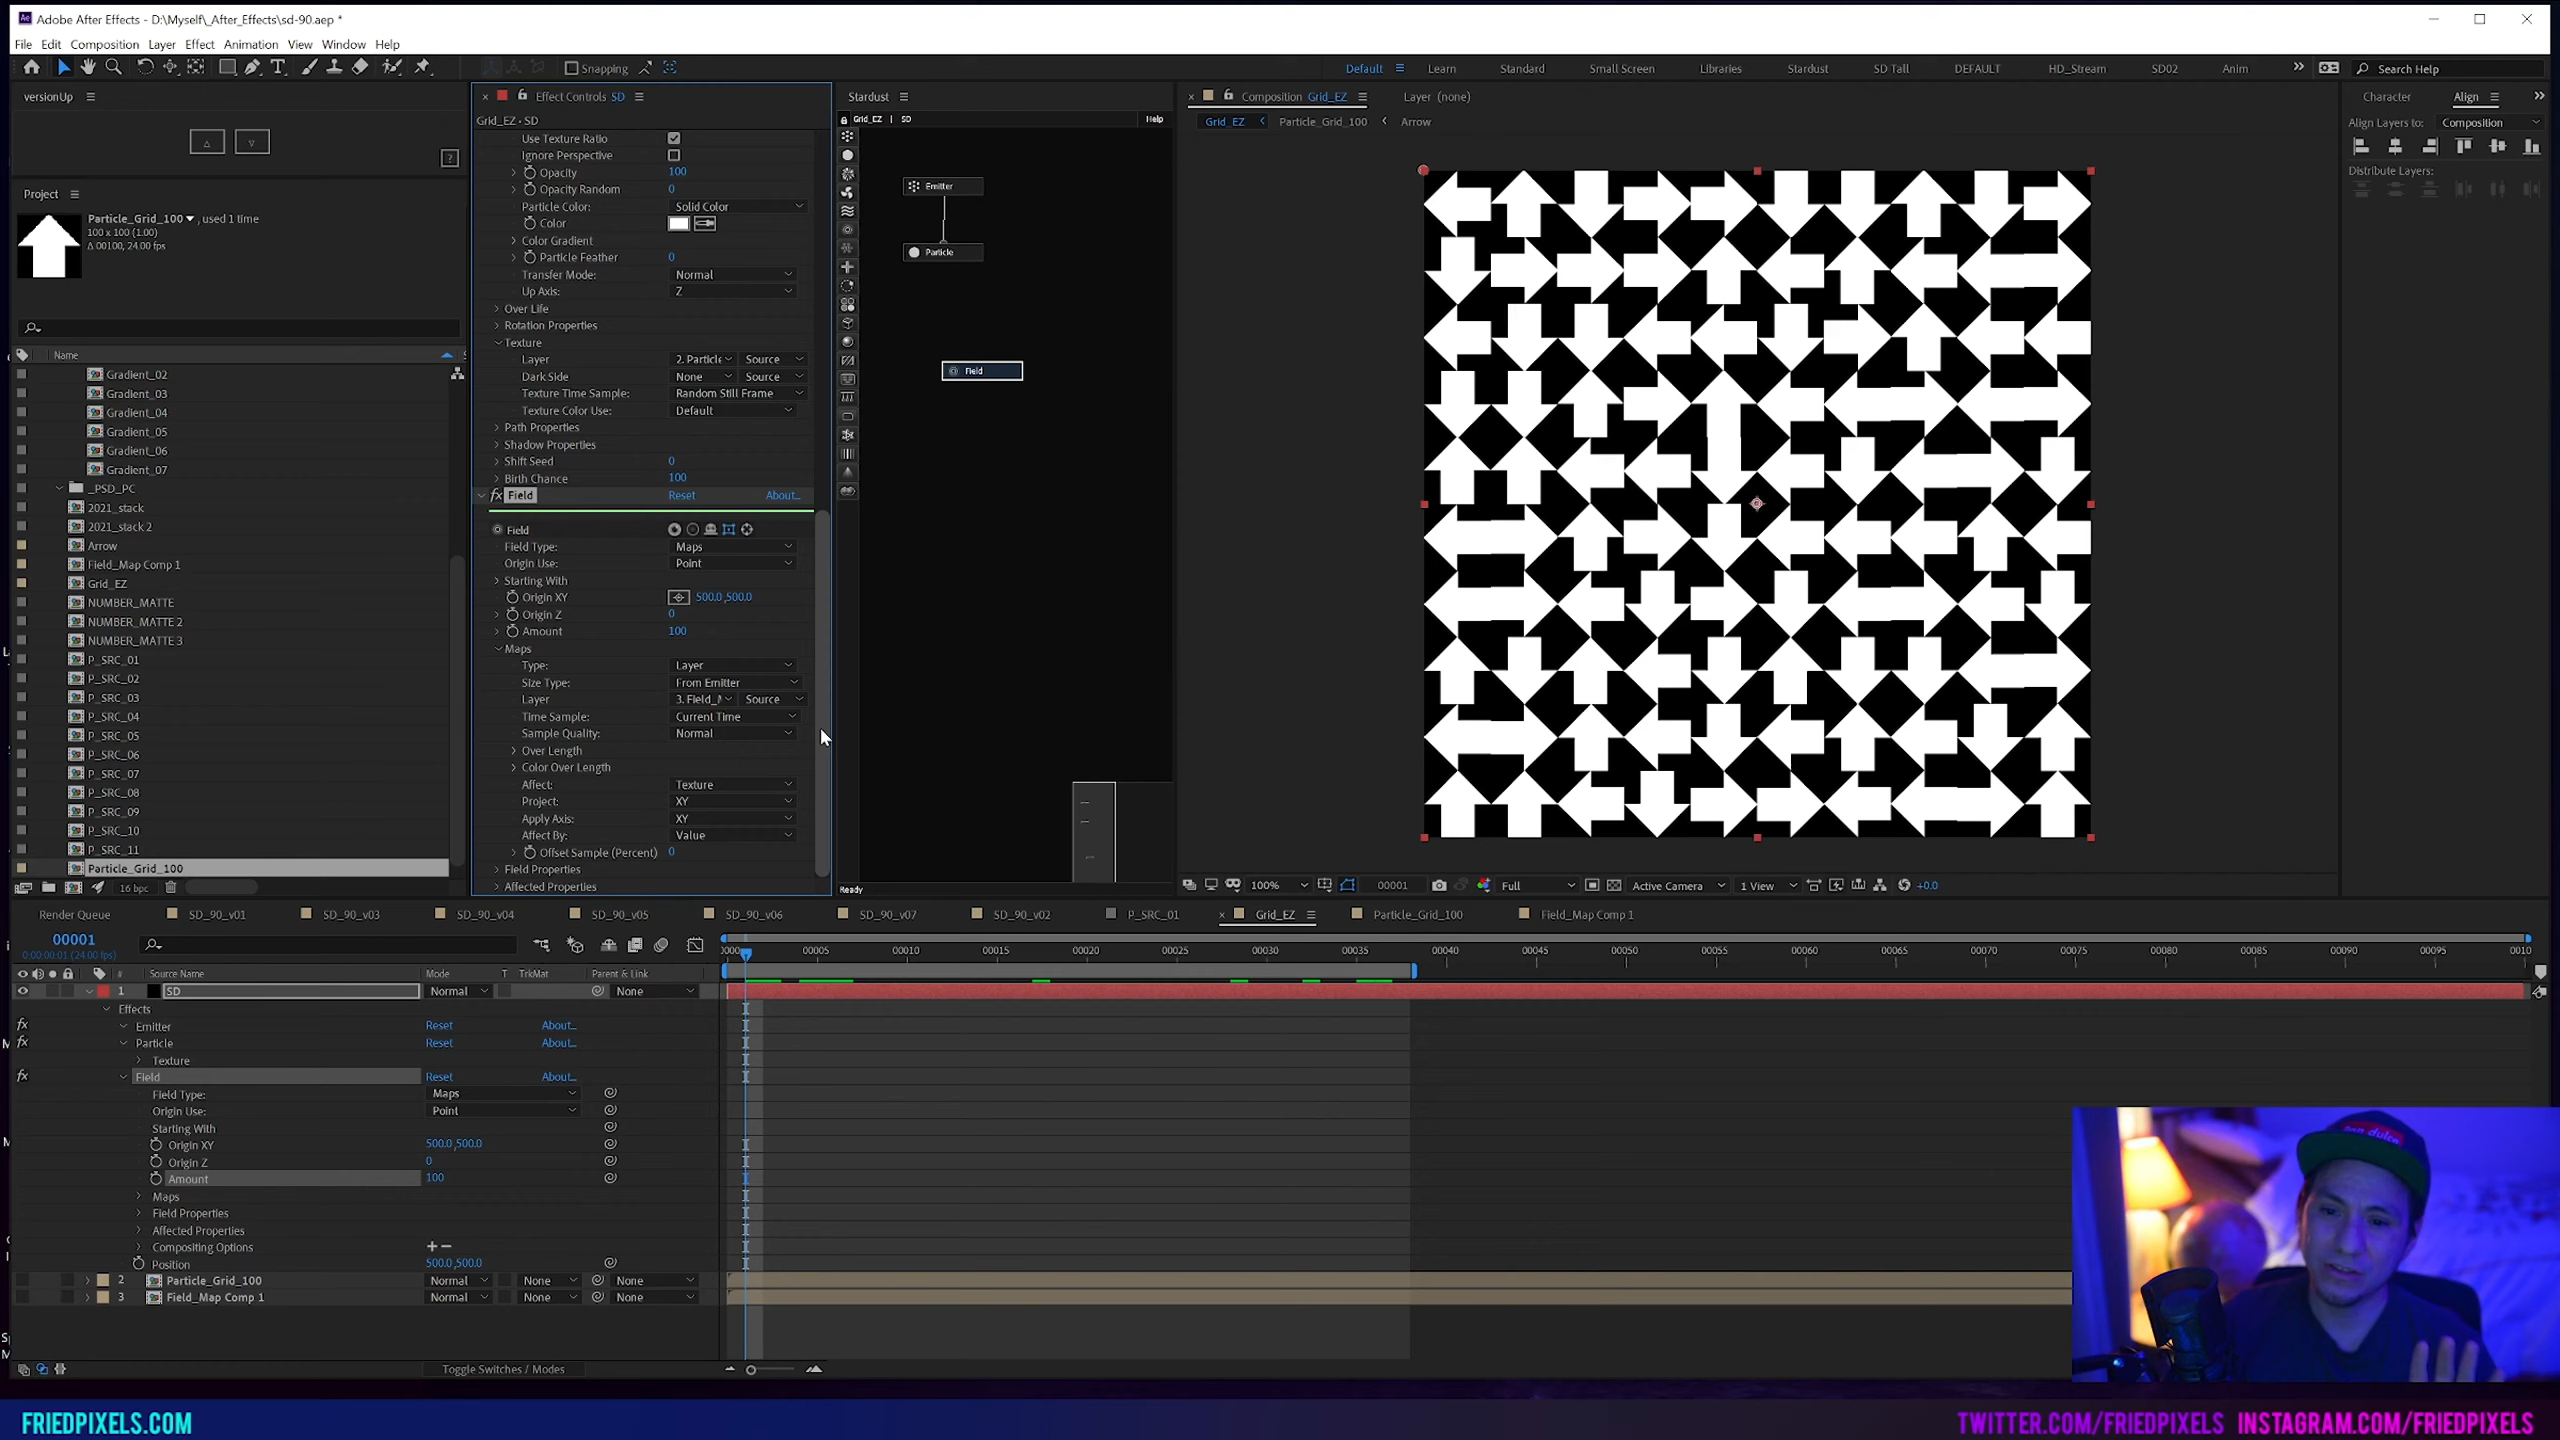 Adobe After Effects - D:\Myself\_After_Effects\sd-90.aep *
File Edit Composition Layer Effect Animation View Window Help
Snapping
Default Learn Standard Small Screen Libraries Stardust SD Tall DEFAULT HD_Stream SD02 Anim Search Help
versionUp
Project
Particle_Grid_100 , used 1 time
100 x 100 (1.00)
Δ 00100, 24.00 fps
Name
Gradient_02
Gradient_03
Gradient_04
Gradient_05
Gradient_06
Gradient_07
_PSD_PC
2021_stack
2021_stack 2
Arrow
Field_Map Comp 1
Grid_EZ
NUMBER_MATTE
NUMBER_MATTE 2
NUMBER_MATTE 3
P_SRC_01
P_SRC_02
P_SRC_03
P_SRC_04
P_SRC_05
P_SRC_06
P_SRC_07
P_SRC_08
P_SRC_09
P_SRC_10
P_SRC_11
Particle_Grid_100
16 bpc
Effect Controls SD
Grid_EZ • SD
Use Texture Ratio
Ignore Perspective
Opacity 100
Opacity Random 0
Particle Color: Solid Color
Color
Color Gradient
Particle Feather 0
Transfer Mode: Normal
Up Axis: Z
Over Life
Rotation Properties
Texture
Layer 2. Particle Source
Dark Side None Source
Texture Time Sample: Random Still Frame
Texture Color Use: Default
Path Properties
Shadow Properties
Shift Seed 0
Birth Chance 100
fx Field Reset About...
Field
Field Type: Maps
Origin Use: Point
Starting With
Origin XY 500.0,500.0
Origin Z 0
Amount 100
Maps
Type: Layer
Size Type: From Emitter
Layer 3. Field_ Source
Time Sample: Current Time
Sample Quality: Normal
Over Length
Color Over Length
Affect: Texture
Project: XY
Apply Axis: XY
Affect By: Value
Offset Sample (Percent) 0
Field Properties
Affected Properties
Stardust
Grid_EZ | SD Help
Emitter
Particle
Field
Ready
Composition Grid_EZ Layer (none)
Grid_EZ Particle_Grid_100 Arrow
100% 00001 Full Active Camera 1 View +0.0
Character Align
Align Layers to: Composition
Distribute Layers:
Render Queue SD_90_v01 SD_90_v03 SD_90_v04 SD_90_v05 SD_90_v06 SD_90_v07 SD_90_v02 P_SRC_01 Grid_EZ Particle_Grid_100 Field_Map Comp 1
00001
0:00:00:01 (24.00 fps)
00005 00010 00015 00020 00025 00030 00035 00040 00045 00050 00055 00060 00065 00070 00075 00080 00085 00090 00095 0010
# Source Name Mode T TrkMat Parent & Link
1 SD Normal None
Effects
fx Emitter Reset About...
fx Particle Reset About...
Texture
fx Field Reset About...
Field Type: Maps
Origin Use: Point
Starting With
Origin XY 500.0,500.0
Origin Z 0
Amount 100
Maps
Field Properties
Affected Properties
Compositing Options + −
Position 500.0,500.0
2 Particle_Grid_100 Normal None None
3 Field_Map Comp 1 Normal None None
Toggle Switches / Modes
FRIEDPIXELS.COM
TWITTER.COM/FRIEDPIXELS INSTAGRAM.COM/FRIEDPIXELS